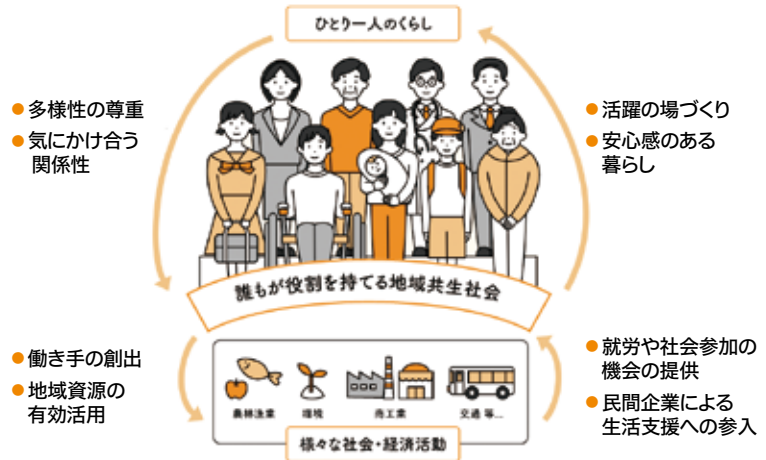 ひとり一人のくらし
●多様性の尊重
●気にかけ合う
関係性
●活躍の場づくり
●安心感のある
暮らし
誰もが役割を持てる地域共生社会
●働き手の創出
●地域資源の
有効活用
農林漁業 環境 商工業 交通 等...
様々な社会・経済活動
●就労や社会参加の
機会の提供
●民間企業による
生活支援への参入